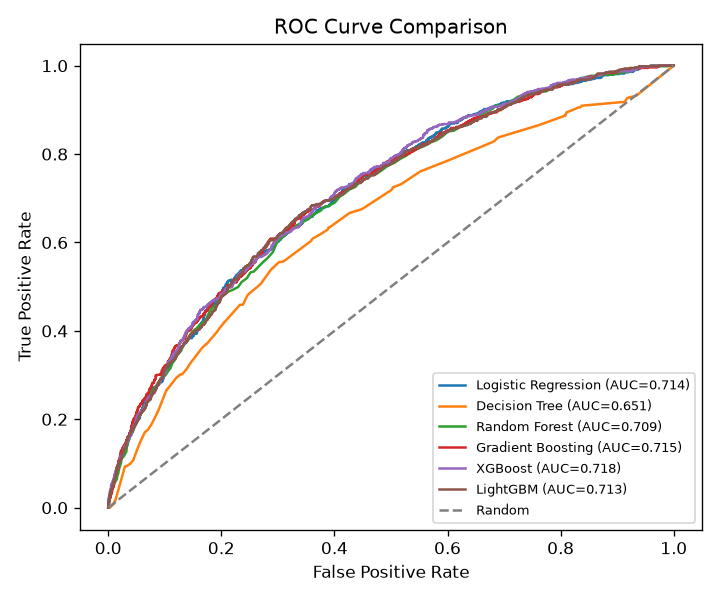 ROC Curve Comparison
True Positive Rate
1.0
0.8
0.6
0.4
0.2
0.0
Logistic Regression (AUC=0.714)
Decision Tree (AUC=0.651)
Random Forest (AUC=0.709)
Gradient Boosting (AUC=0.715)
XGBoost (AUC=0.718)
LightGBM (AUC=0.713)
Random
0.0 0.2 0.4 0.6 0.8 1.0
False Positive Rate